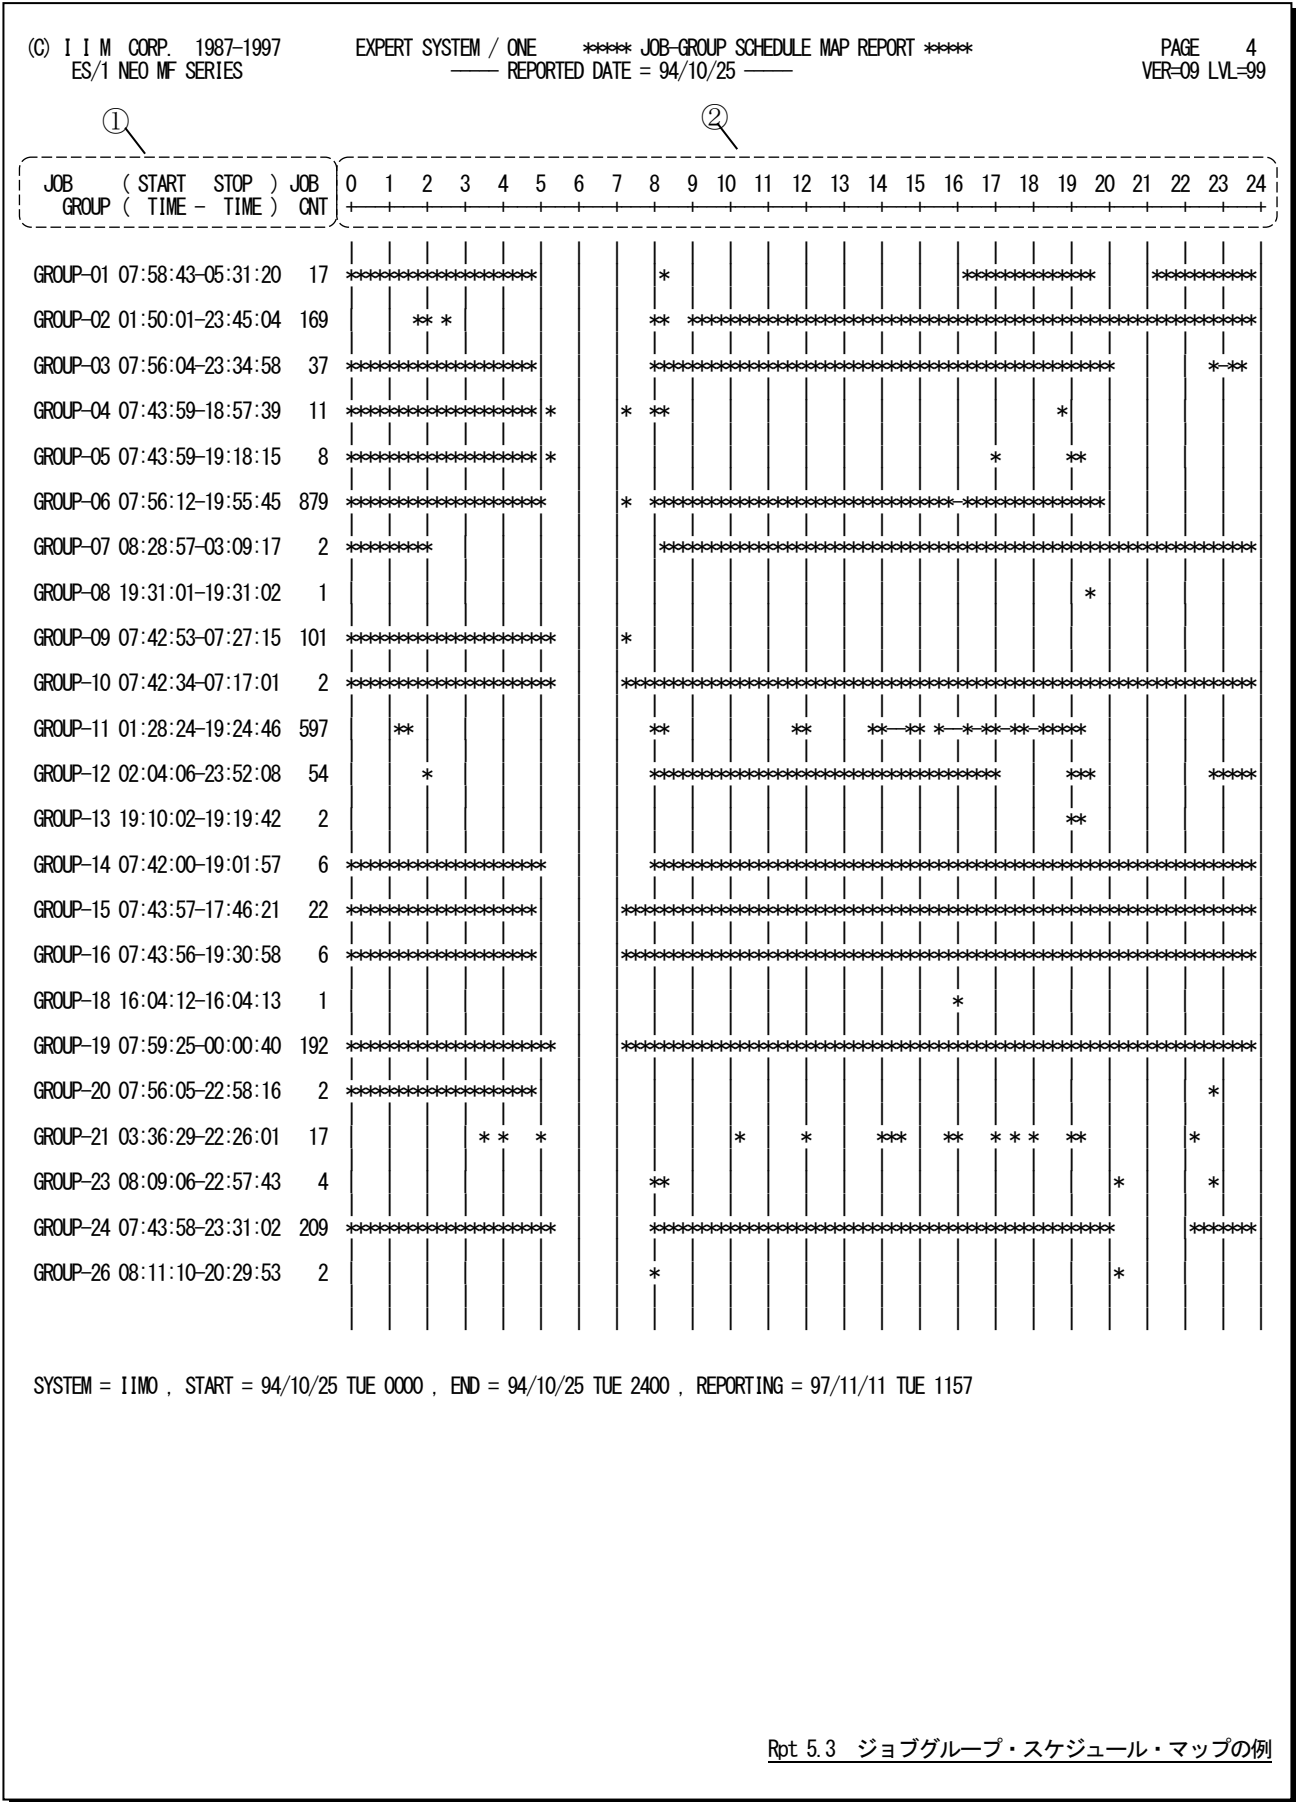 (C) I I M CORP. 1987-1997 EXPERT SYSTEM / ONE ***** JOB-GROUP SCHEDULE MAP REPORT ***** PAGE 4
ES/1 NEO MF SERIES ----- REPORTED DATE = 94/10/25 ----- VER=09 LVL=99
① ②
JOB ( START STOP ) JOB 0 1 2 3 4 5 6 7 8 9 10 11 12 13 14 15 16 17 18 19 20 21 22 23 24
GROUP ( TIME - TIME ) CNT
GROUP-01 07:58:43-05:31:20 17
GROUP-02 01:50:01-23:45:04 169
GROUP-03 07:56:04-23:34:58 37
GROUP-04 07:43:59-18:57:39 11
GROUP-05 07:43:59-19:18:15 8
GROUP-06 07:56:12-19:55:45 879
GROUP-07 08:28:57-03:09:17 2
GROUP-08 19:31:01-19:31:02 1
GROUP-09 07:42:53-07:27:15 101
GROUP-10 07:42:34-07:17:01 2
GROUP-11 01:28:24-19:24:46 597
GROUP-12 02:04:06-23:52:08 54
GROUP-13 19:10:02-19:19:42 2
GROUP-14 07:42:00-19:01:57 6
GROUP-15 07:43:57-17:46:21 22
GROUP-16 07:43:56-19:30:58 6
GROUP-18 16:04:12-16:04:13 1
GROUP-19 07:59:25-00:00:40 192
GROUP-20 07:56:05-22:58:16 2
GROUP-21 03:36:29-22:26:01 17
GROUP-23 08:09:06-22:57:43 4
GROUP-24 07:43:58-23:31:02 209
GROUP-26 08:11:10-20:29:53 2
SYSTEM = IIM0 , START = 94/10/25 TUE 0000 , END = 94/10/25 TUE 2400 , REPORTING = 97/11/11 TUE 1157
Rpt 5.3 ジョブグループ・スケジュール・マップの例